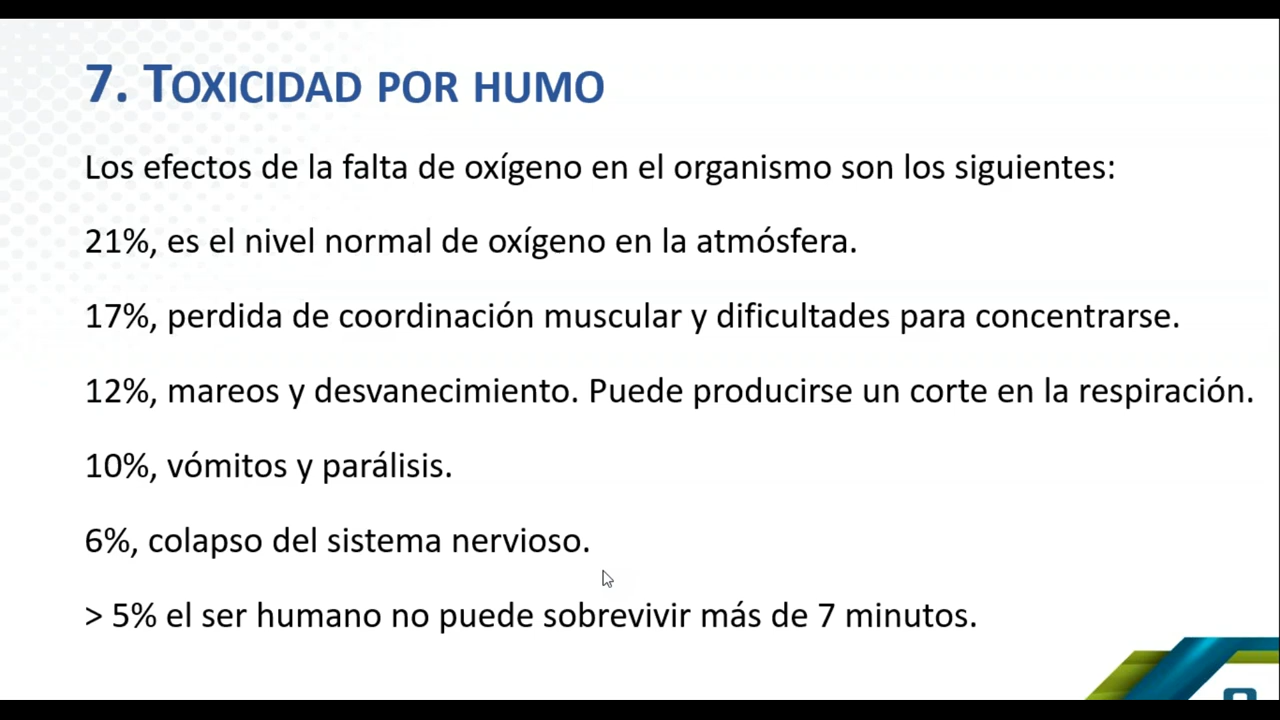 7. TOXICIDAD POR HUMO
Los efectos de la falta de oxígeno en el organismo son los siguientes:
21%, es el nivel normal de oxígeno en la atmósfera.
17%, perdida de coordinación muscular y dificultades para concentrarse.
12%, mareos y desvanecimiento. Puede producirse un corte en la respiración.
10%, vómitos y parálisis.
6%, colapso del sistema nervioso.
> 5% el ser humano no puede sobrevivir más de 7 minutos.